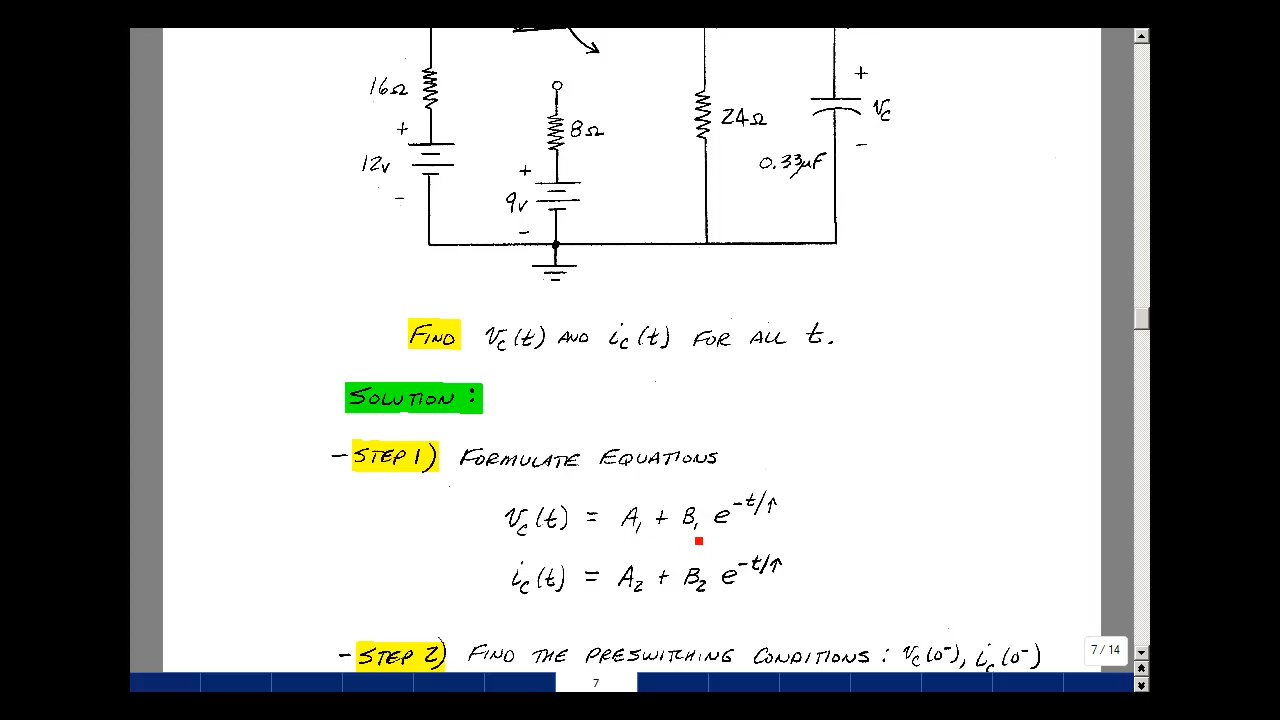 16Ω
+
12v
-
8Ω
+
9v
-
24Ω
+
vc
-
0.33µF
FIND vc(t) AND ic(t) FOR ALL t.
SOLUTION:
- STEP 1) FORMULATE EQUATIONS
vc(t) = A1 + B1 e^-t/τ
ic(t) = A2 + B2 e^-t/τ
- STEP 2) FIND THE PRESWITCHING CONDITIONS: vc(0-), ic(0-)
7 / 14
7